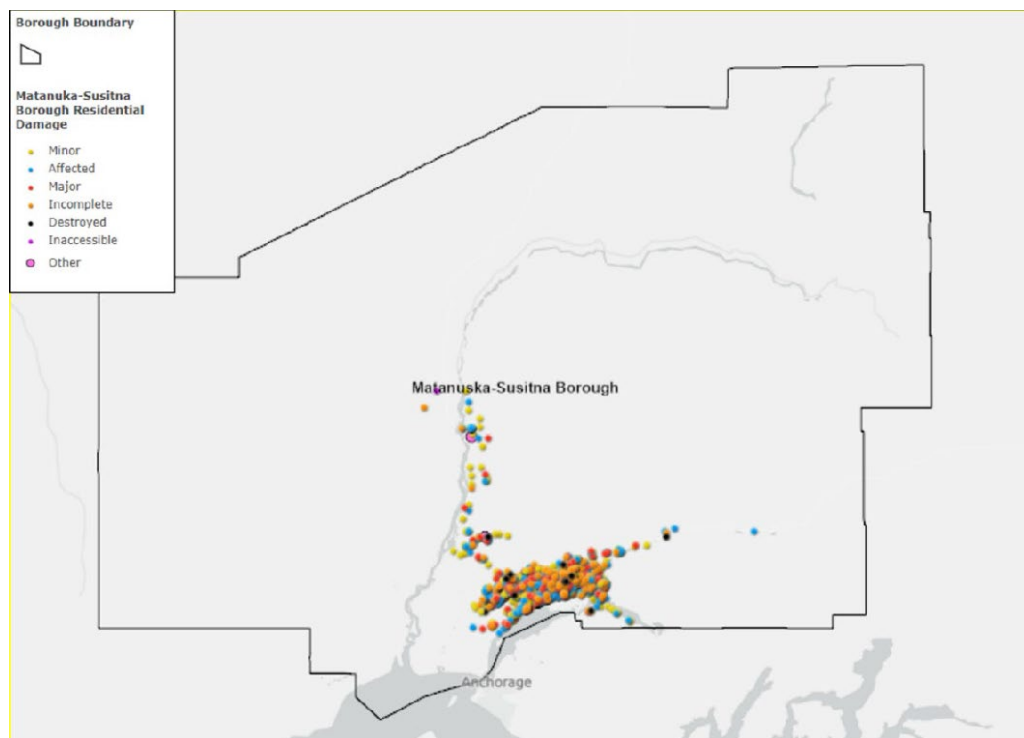 Borough Boundary
Matanuka-Susitna
Borough Residential
Damage
Minor
Affected
Major
Incomplete
Destroyed
Inaccessible
Other
Matanuska-Susitna Borough
Anchorage